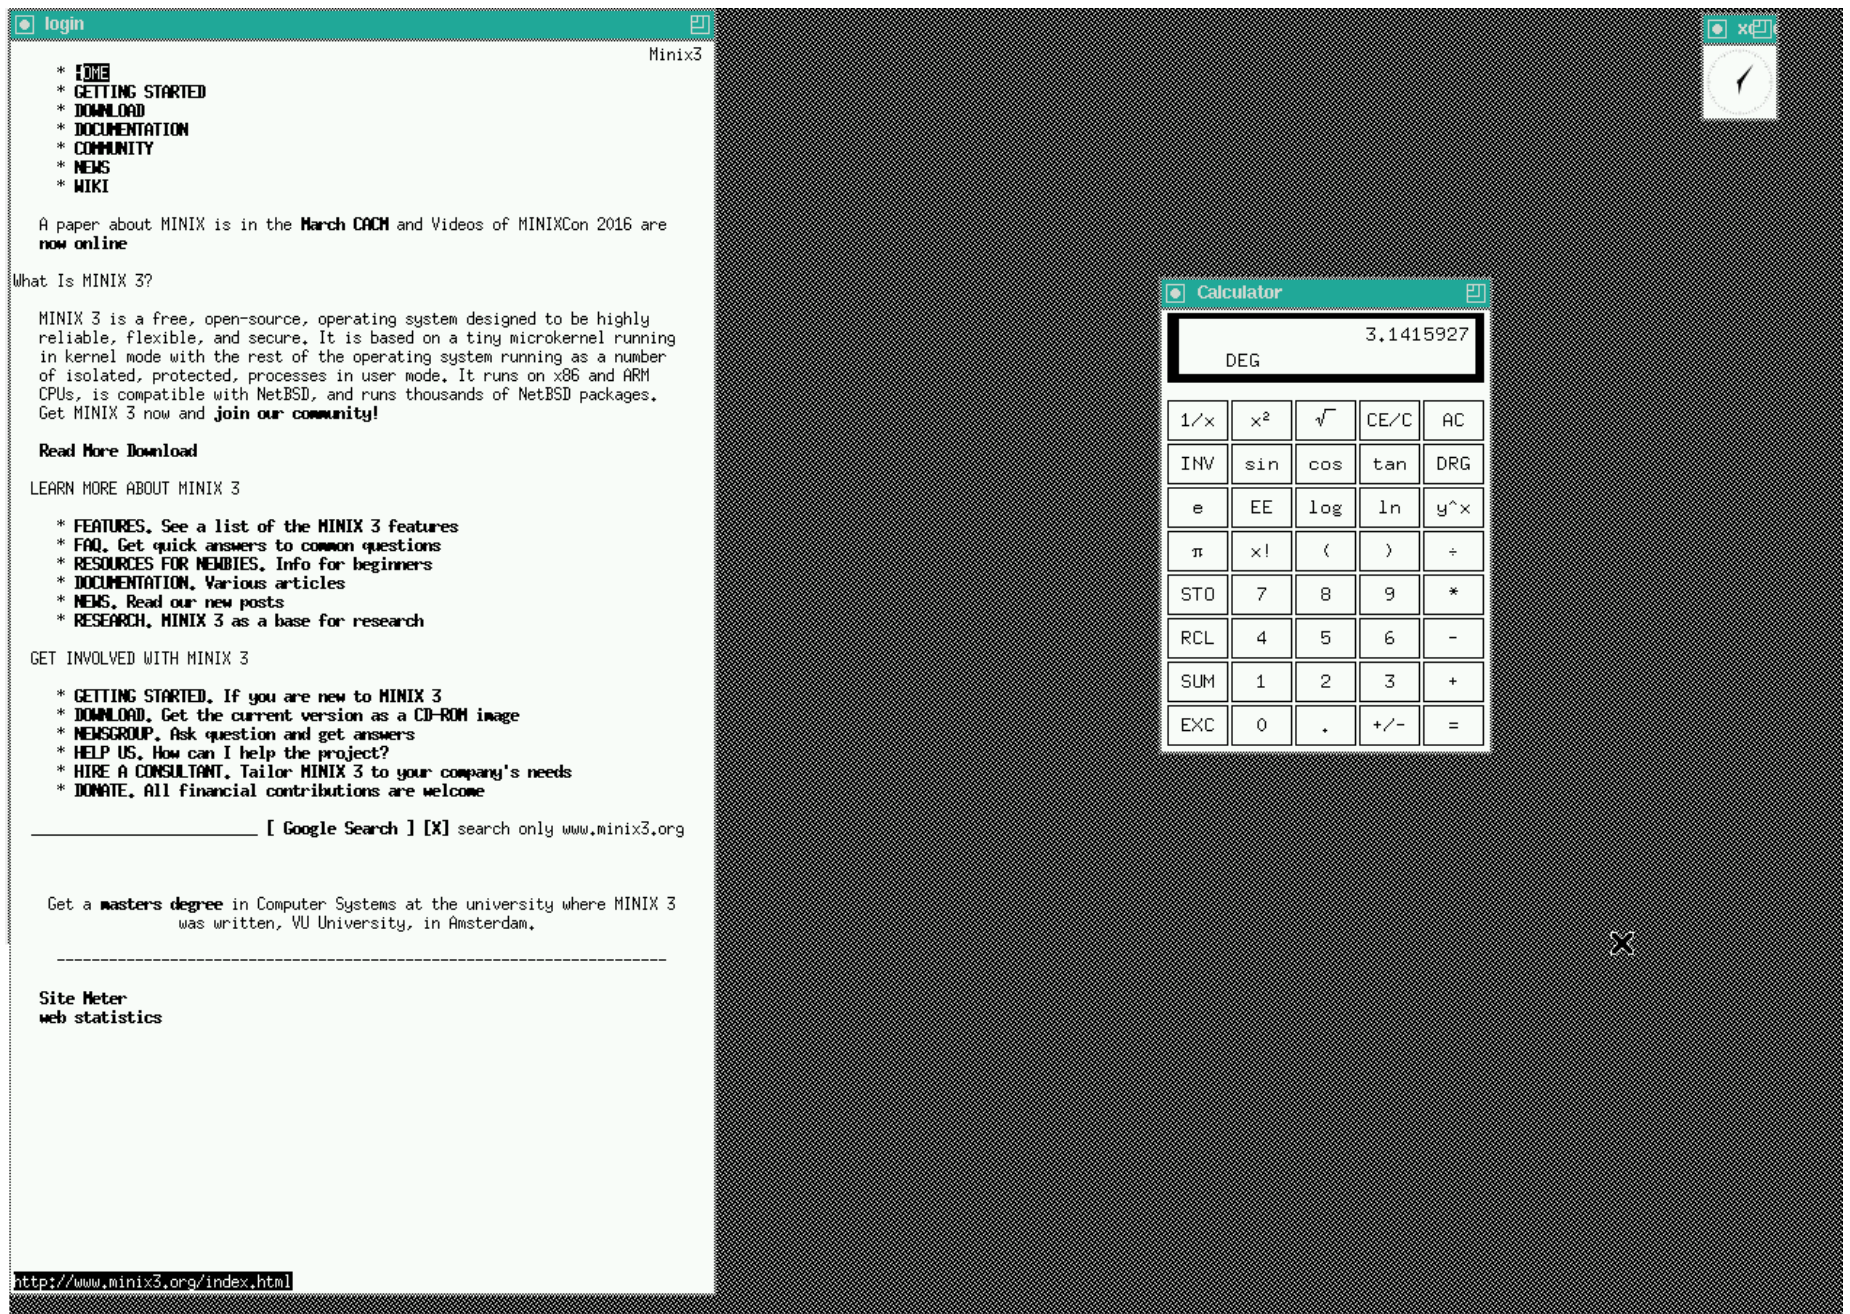 login
Minix3
* HOME
* GETTING STARTED
* DOWNLOAD
* DOCUMENTATION
* COMMUNITY
* NEWS
* WIKI
A paper about MINIX is in the March CACM and Videos of MINIXCon 2016 are
now online
What Is MINIX 3?
MINIX 3 is a free, open-source, operating system designed to be highly
reliable, flexible, and secure. It is based on a tiny microkernel running
in kernel mode with the rest of the operating system running as a number
of isolated, protected, processes in user mode. It runs on x86 and ARM
CPUs, is compatible with NetBSD, and runs thousands of NetBSD packages.
Get MINIX 3 now and join our community!
Read More Download
LEARN MORE ABOUT MINIX 3
* FEATURES. See a list of the MINIX 3 features
* FAQ. Get quick answers to common questions
* RESOURCES FOR NEWBIES. Info for beginners
* DOCUMENTATION. Various articles
* NEWS. Read our new posts
* RESEARCH. MINIX 3 as a base for research
GET INVOLVED WITH MINIX 3
* GETTING STARTED. If you are new to MINIX 3
* DOWNLOAD. Get the current version as a CD-ROM image
* NEWSGROUP. Ask question and get answers
* HELP US. How can I help the project?
* HIRE A CONSULTANT. Tailor MINIX 3 to your company's needs
* DONATE. All financial contributions are welcome
__________________________ [ Google Search ] [X] search only www.minix3.org
Get a masters degree in Computer Systems at the university where MINIX 3
was written, VU University, in Amsterdam.
----------------------------------------------------------------------
Site Meter
web statistics
http://www.minix3.org/index.html
Calculator
3.1415927
DEG
1/x x² √ CE/C AC
INV sin cos tan DRG
e EE log ln y^x
π x! ( ) ÷
STO 7 8 9 *
RCL 4 5 6 -
SUM 1 2 3 +
EXC 0 . +/- =